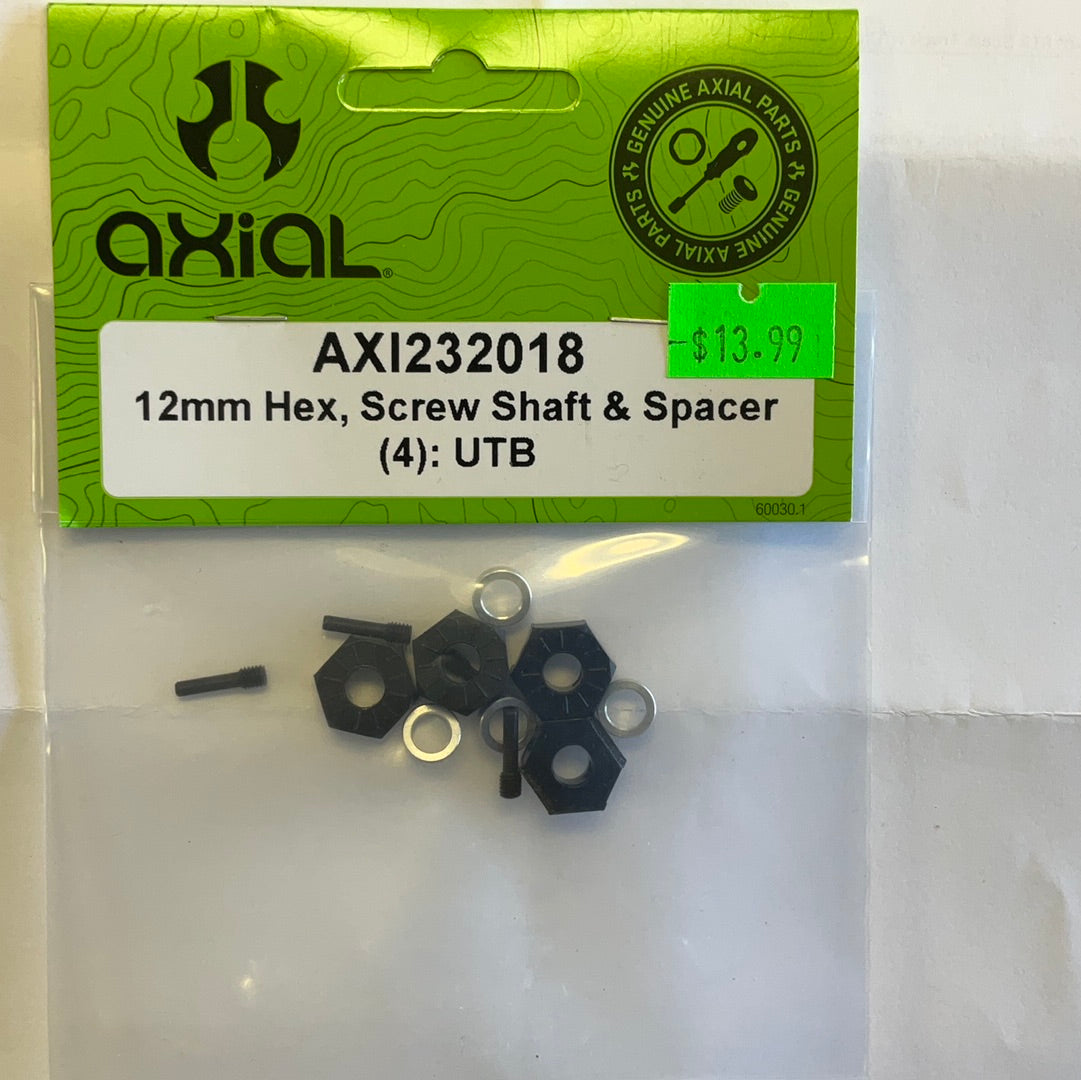 axial®
GENUINE AXIAL PARTS
GENUINE AXIAL PARTS
$13.99
AXI232018
12mm Hex, Screw Shaft & Spacer
(4): UTB
60030.1